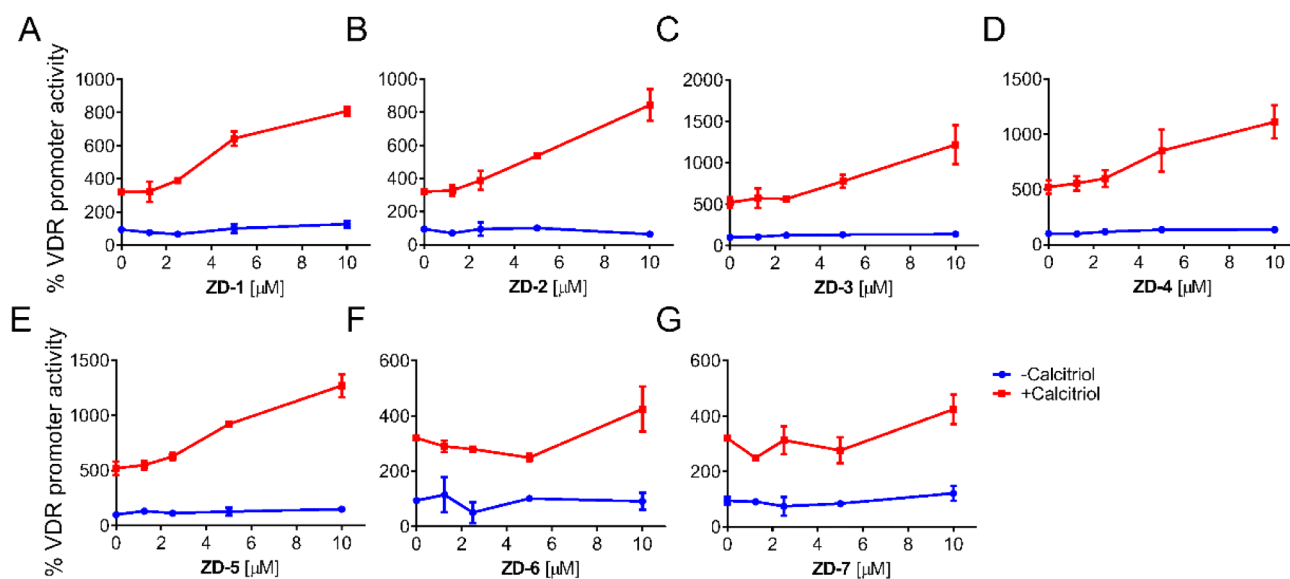 A
B
C
D
% VDR promoter activity
1000
800
600
400
200
0
0 2 4 6 8 10
ZD-1 [µM]
1000
800
600
400
200
0
0 2 4 6 8 10
ZD-2 [µM]
2000
1500
1000
500
0
0 2 4 6 8 10
ZD-3 [µM]
1500
1000
500
0
0 2 4 6 8 10
ZD-4 [µM]
E
F
G
% VDR promoter activity
1500
1000
500
0
0 2 4 6 8 10
ZD-5 [µM]
600
400
200
0
0 2 4 6 8 10
ZD-6 [µM]
600
400
200
0
0 2 4 6 8 10
ZD-7 [µM]
-Calcitriol
+Calcitriol